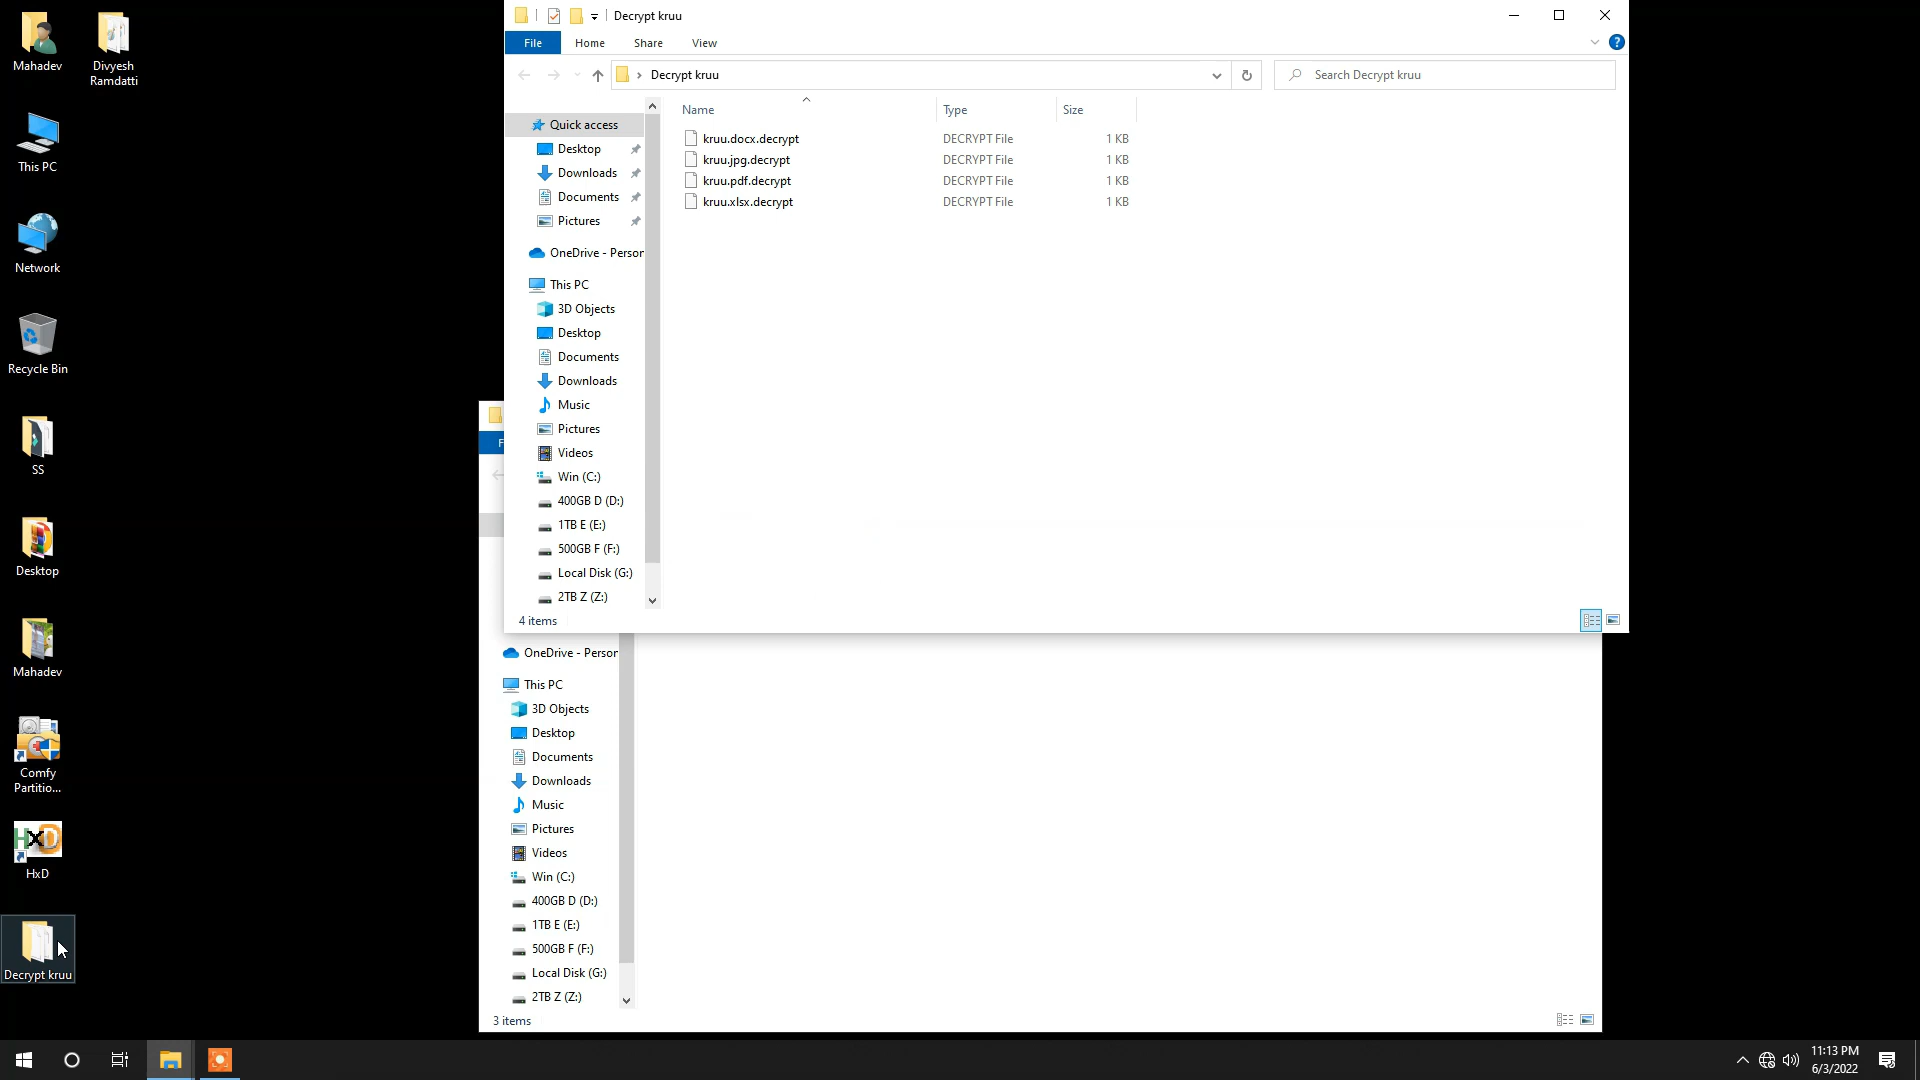 Mahadev
Divyesh
Ramdatti
This PC
Network
Recycle Bin
SS
Desktop
Mahadev
Comfy
Partitio...
HxD
HxD
Decrypt kruu
Decrypt kruu
File
Home
Share
View
Decrypt kruu
Search Decrypt kruu
Name
Type
Size
kruu.docx.decrypt
DECRYPT File
1 KB
kruu.jpg.decrypt
DECRYPT File
1 KB
kruu.pdf.decrypt
DECRYPT File
1 KB
kruu.xlsx.decrypt
DECRYPT File
1 KB
Quick access
Desktop
Downloads
Documents
Pictures
OneDrive - Person
This PC
3D Objects
Desktop
Documents
Downloads
Music
Pictures
Videos
Win (C:)
400GB D (D:)
1TB E (E:)
500GB F (F:)
Local Disk (G:)
2TB Z (Z:)
4 items
F
OneDrive - Person
This PC
3D Objects
Desktop
Documents
Downloads
Music
Pictures
Videos
Win (C:)
400GB D (D:)
1TB E (E:)
500GB F (F:)
Local Disk (G:)
2TB Z (Z:)
3 items
11:13 PM
6/3/2022